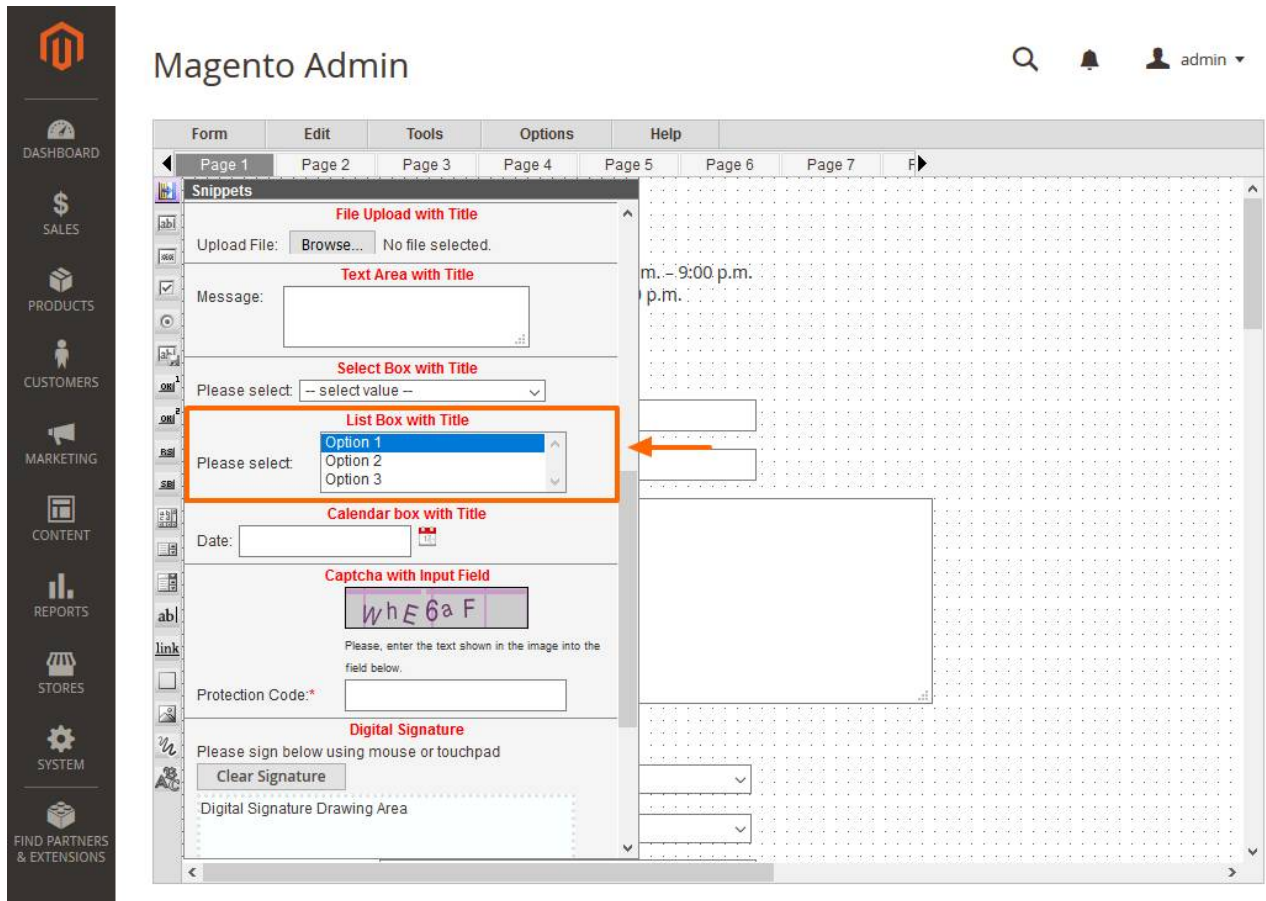 Magento Admin
admin
DASHBOARD
SALES
PRODUCTS
CUSTOMERS
MARKETING
CONTENT
REPORTS
STORES
SYSTEM
FIND PARTNERS
& EXTENSIONS
Form Edit Tools Options Help
Page 1 Page 2 Page 3 Page 4 Page 5 Page 6 Page 7
Snippets
File Upload with Title
Upload File: Browse... No file selected.
Text Area with Title
m. – 9:00 p.m.
Message:
p.m.
Select Box with Title
Please select: -- select value --
List Box with Title
Option 1
Please select: Option 2
Option 3
Calendar box with Title
Date:
Captcha with Input Field
WhE6aF
Please, enter the text shown in the image into the
field below.
Protection Code:*
Digital Signature
Please sign below using mouse or touchpad
Clear Signature
Digital Signature Drawing Area
abl
link